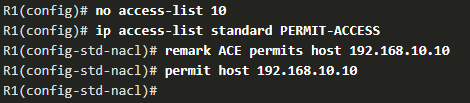 R1(config)# no access-list 10
R1(config)# ip access-list standard PERMIT-ACCESS
R1(config-std-nacl)# remark ACE permits host 192.168.10.10
R1(config-std-nacl)# permit host 192.168.10.10
R1(config-std-nacl)#